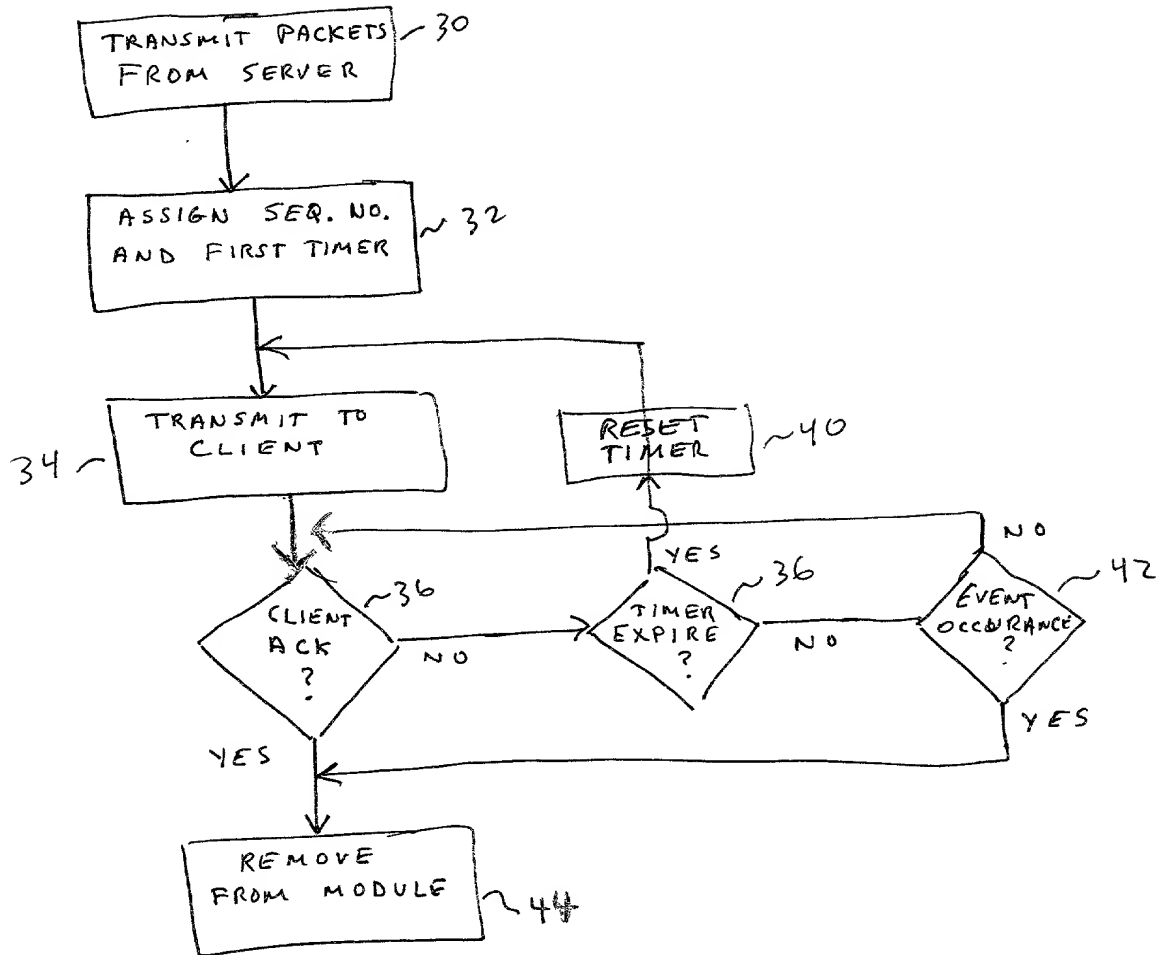 TRANSMIT PACKETS
FROM SERVER
30
ASSIGN SEQ. NO.
AND FIRST TIMER
32
TRANSMIT TO
CLIENT
34
RESET
TIMER
40
CLIENT
ACK
?
36
NO
YES
TIMER
EXPIRE
?
36
YES
NO
EVENT
OCCURANCE
?
42
NO
YES
REMOVE
FROM MODULE
44